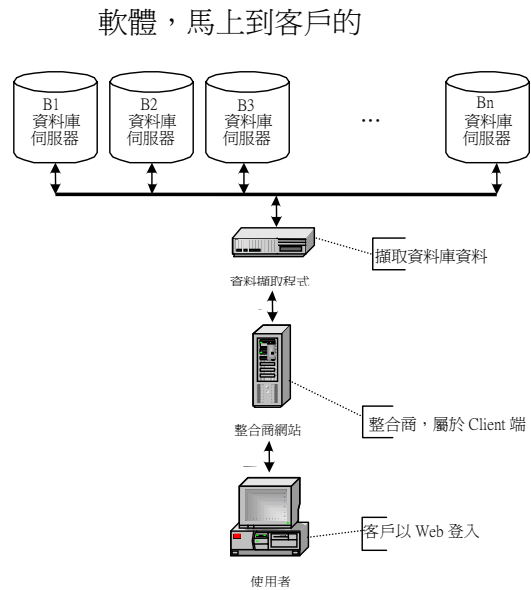 軟體，馬上到客戶的
B1
資料庫
伺服器
B2
資料庫
伺服器
B3
資料庫
伺服器
...
Bn
資料庫
伺服器
擷取資料庫資料
資料擷取程式
整合商，屬於 Client 端
整合商網站
客戶以 Web 登入
使用者